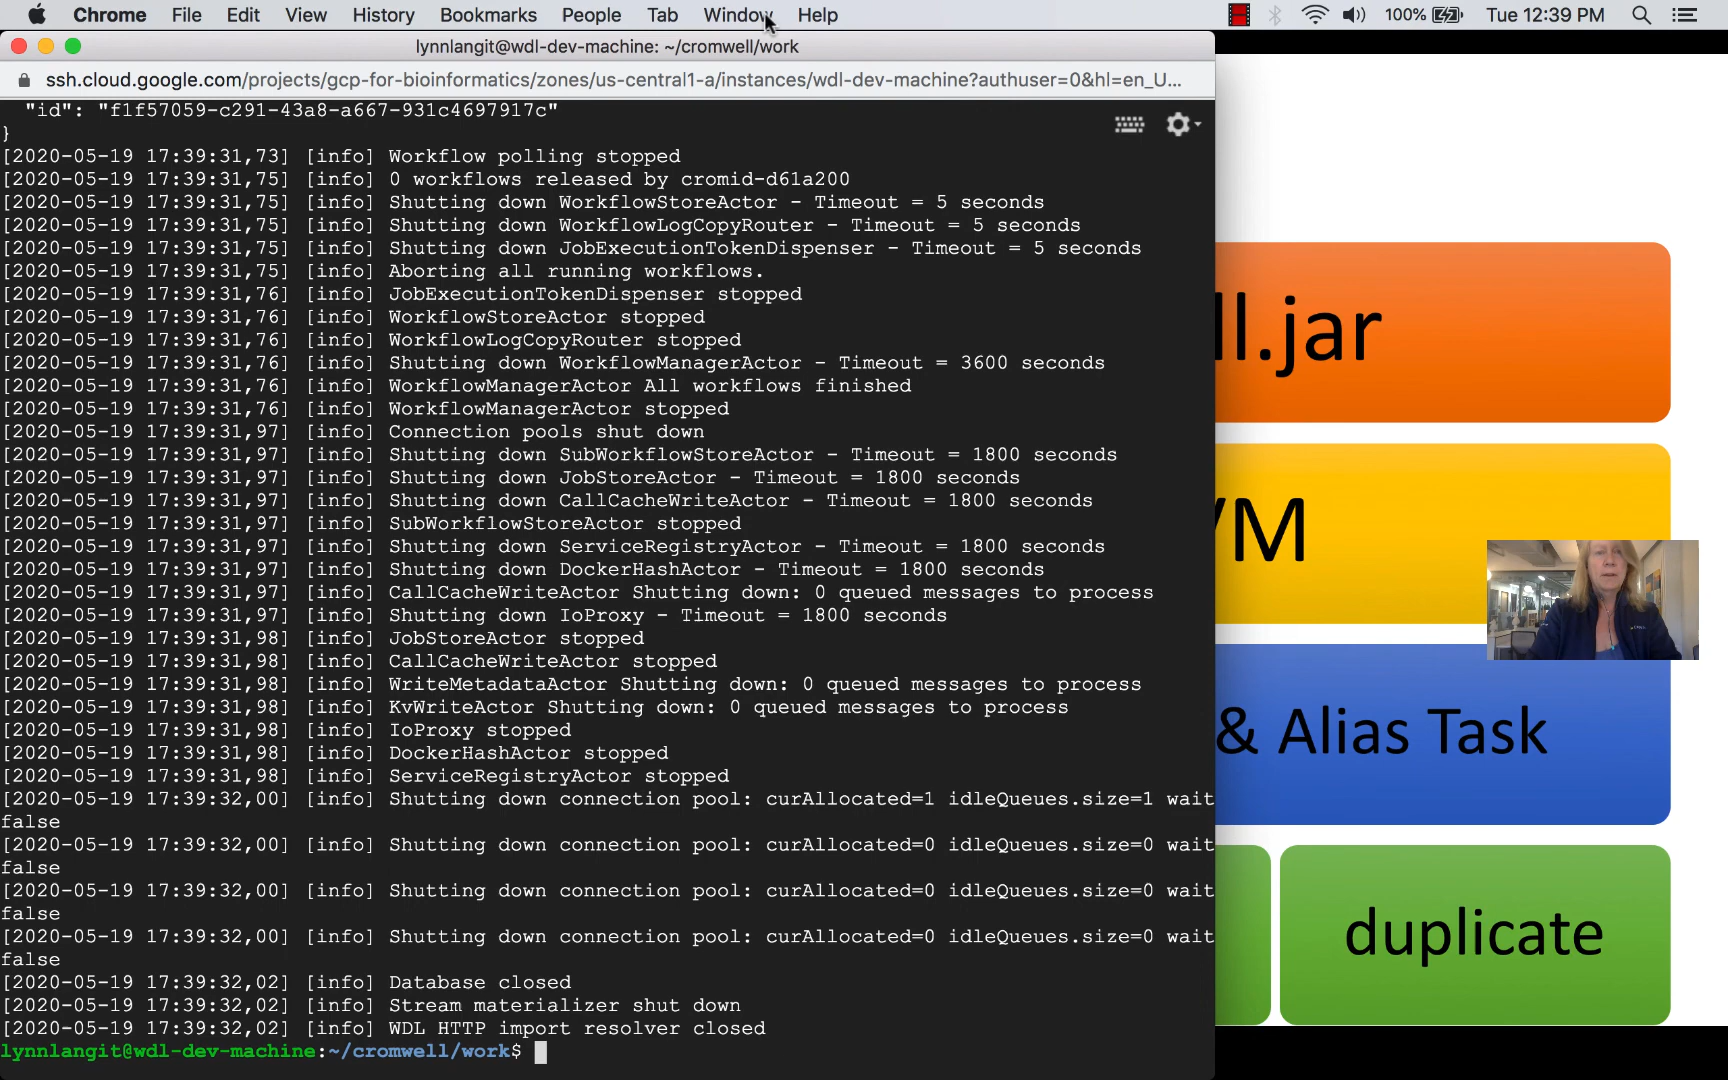 Chrome File Edit View History Bookmarks People Tab Window Help 100% Tue 12:39 PM
lynnlangit@wdl-dev-machine: ~/cromwell/work
ssh.cloud.google.com/projects/gcp-for-bioinformatics/zones/us-central1-a/instances/wdl-dev-machine?authuser=0&hl=en_U...
"id": "f1f57059-c291-43a8-a667-931c4697917c"
}
[2020-05-19 17:39:31,73] [info] Workflow polling stopped
[2020-05-19 17:39:31,75] [info] 0 workflows released by cromid-d61a200
[2020-05-19 17:39:31,75] [info] Shutting down WorkflowStoreActor - Timeout = 5 seconds
[2020-05-19 17:39:31,75] [info] Shutting down WorkflowLogCopyRouter - Timeout = 5 seconds
[2020-05-19 17:39:31,75] [info] Shutting down JobExecutionTokenDispenser - Timeout = 5 seconds
[2020-05-19 17:39:31,75] [info] Aborting all running workflows.
[2020-05-19 17:39:31,76] [info] JobExecutionTokenDispenser stopped
[2020-05-19 17:39:31,76] [info] WorkflowStoreActor stopped
[2020-05-19 17:39:31,76] [info] WorkflowLogCopyRouter stopped
[2020-05-19 17:39:31,76] [info] Shutting down WorkflowManagerActor - Timeout = 3600 seconds
[2020-05-19 17:39:31,76] [info] WorkflowManagerActor All workflows finished
[2020-05-19 17:39:31,76] [info] WorkflowManagerActor stopped
[2020-05-19 17:39:31,97] [info] Connection pools shut down
[2020-05-19 17:39:31,97] [info] Shutting down SubWorkflowStoreActor - Timeout = 1800 seconds
[2020-05-19 17:39:31,97] [info] Shutting down JobStoreActor - Timeout = 1800 seconds
[2020-05-19 17:39:31,97] [info] Shutting down CallCacheWriteActor - Timeout = 1800 seconds
[2020-05-19 17:39:31,97] [info] SubWorkflowStoreActor stopped
[2020-05-19 17:39:31,97] [info] Shutting down ServiceRegistryActor - Timeout = 1800 seconds
[2020-05-19 17:39:31,97] [info] Shutting down DockerHashActor - Timeout = 1800 seconds
[2020-05-19 17:39:31,97] [info] CallCacheWriteActor Shutting down: 0 queued messages to process
[2020-05-19 17:39:31,97] [info] Shutting down IoProxy - Timeout = 1800 seconds
[2020-05-19 17:39:31,98] [info] JobStoreActor stopped
[2020-05-19 17:39:31,98] [info] CallCacheWriteActor stopped
[2020-05-19 17:39:31,98] [info] WriteMetadataActor Shutting down: 0 queued messages to process
[2020-05-19 17:39:31,98] [info] KvWriteActor Shutting down: 0 queued messages to process
[2020-05-19 17:39:31,98] [info] IoProxy stopped
[2020-05-19 17:39:31,98] [info] DockerHashActor stopped
[2020-05-19 17:39:31,98] [info] ServiceRegistryActor stopped
[2020-05-19 17:39:32,00] [info] Shutting down connection pool: curAllocated=1 idleQueues.size=1 wait
false
[2020-05-19 17:39:32,00] [info] Shutting down connection pool: curAllocated=0 idleQueues.size=0 wait
false
[2020-05-19 17:39:32,00] [info] Shutting down connection pool: curAllocated=0 idleQueues.size=0 wait
false
[2020-05-19 17:39:32,00] [info] Shutting down connection pool: curAllocated=0 idleQueues.size=0 wait
false
[2020-05-19 17:39:32,02] [info] Database closed
[2020-05-19 17:39:32,02] [info] Stream materializer shut down
[2020-05-19 17:39:32,02] [info] WDL HTTP import resolver closed
lynnlangit@wdl-dev-machine:~/cromwell/work$
ll.jar
VM
& Alias Task
duplicate